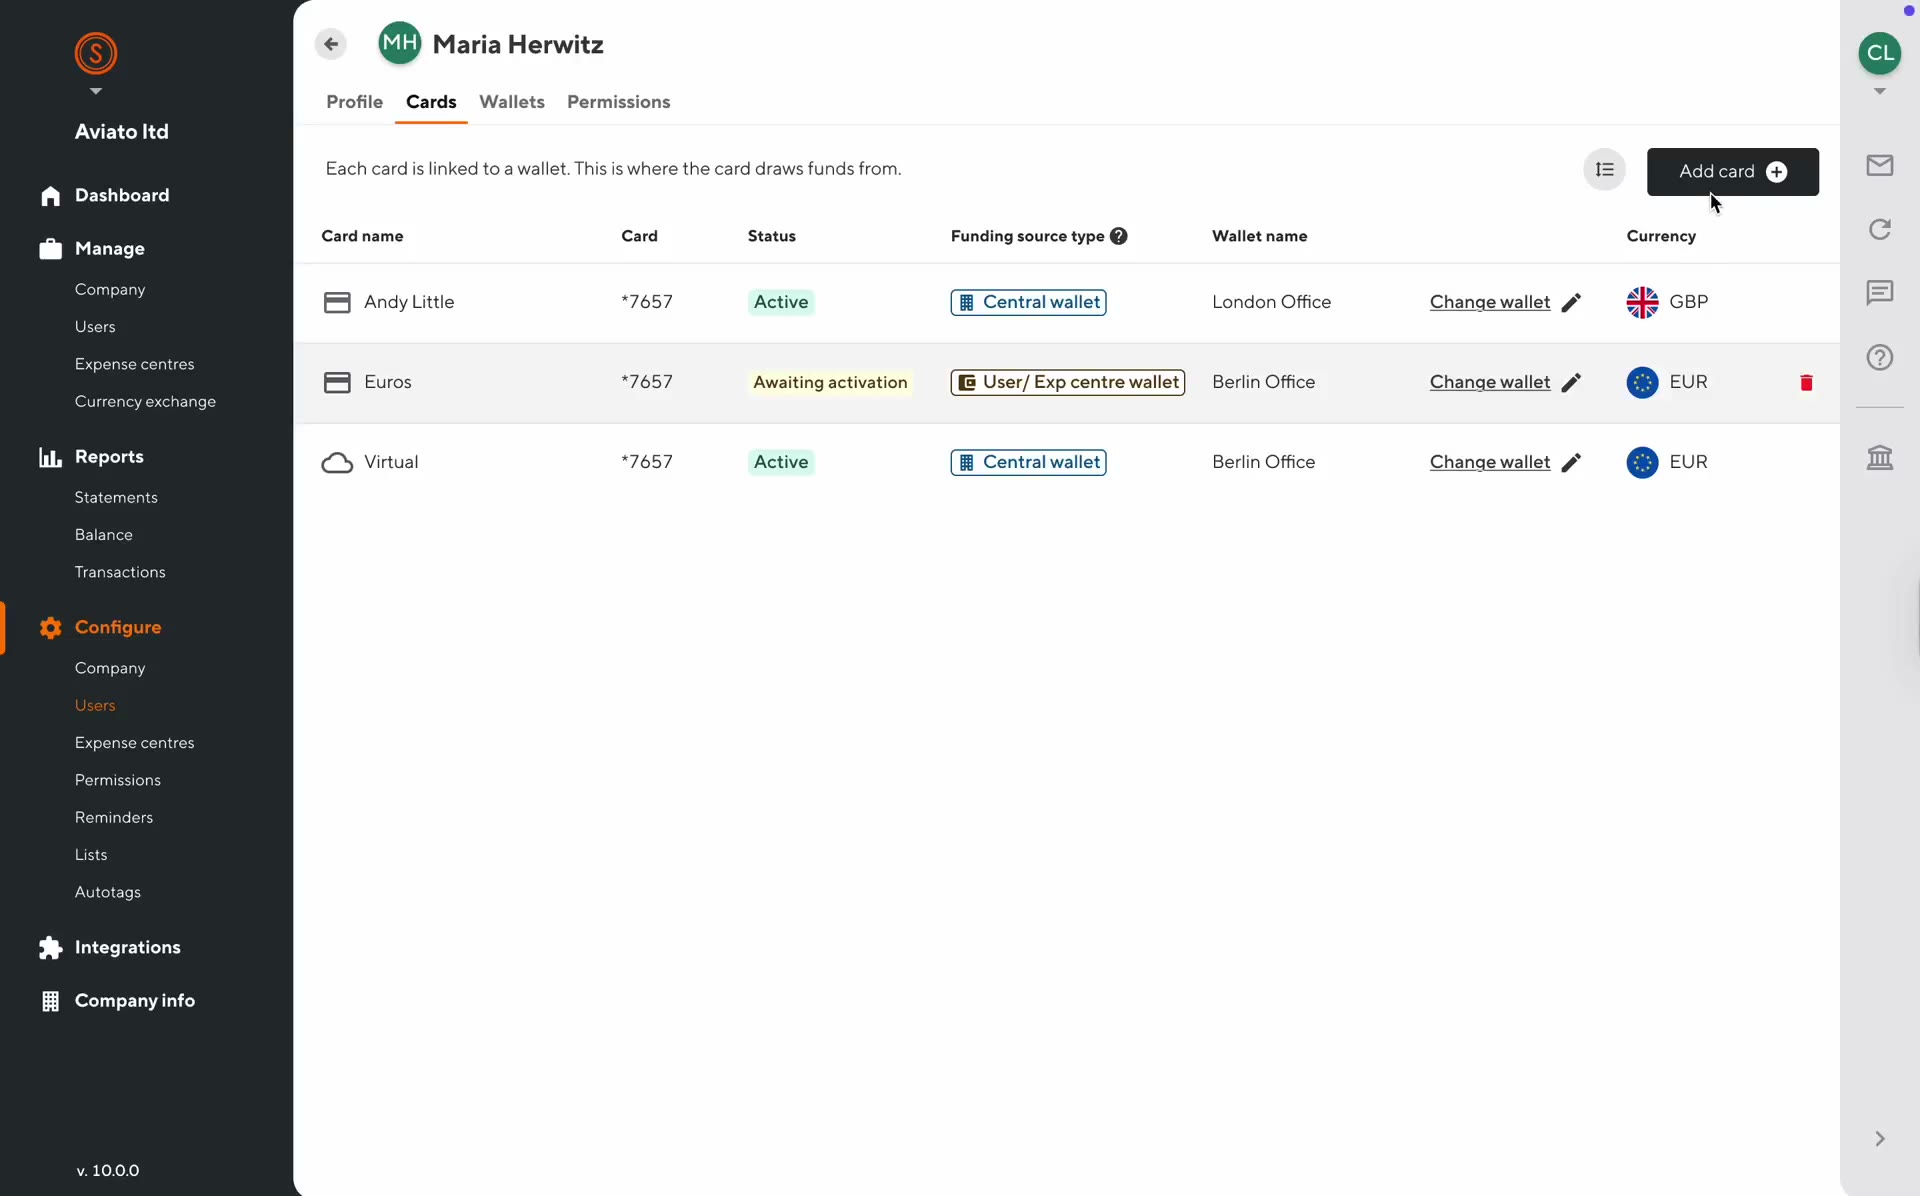 S
Aviato ltd
Dashboard
Manage
Company
Users
Expense centres
Currency exchange
Reports
Statements
Balance
Transactions
Configure
Company
Users
Expense centres
Permissions
Reminders
Lists
Autotags
Integrations
Company info
v. 10.0.0
MH Maria Herwitz
Profile Cards Wallets Permissions
Each card is linked to a wallet. This is where the card draws funds from.
Add card
Card name Card Status Funding source type ? Wallet name Currency
Andy Little *7657 Active Central wallet London Office Change wallet GBP
Euros *7657 Awaiting activation User/ Exp centre wallet Berlin Office Change wallet EUR
Virtual *7657 Active Central wallet Berlin Office Change wallet EUR
CL